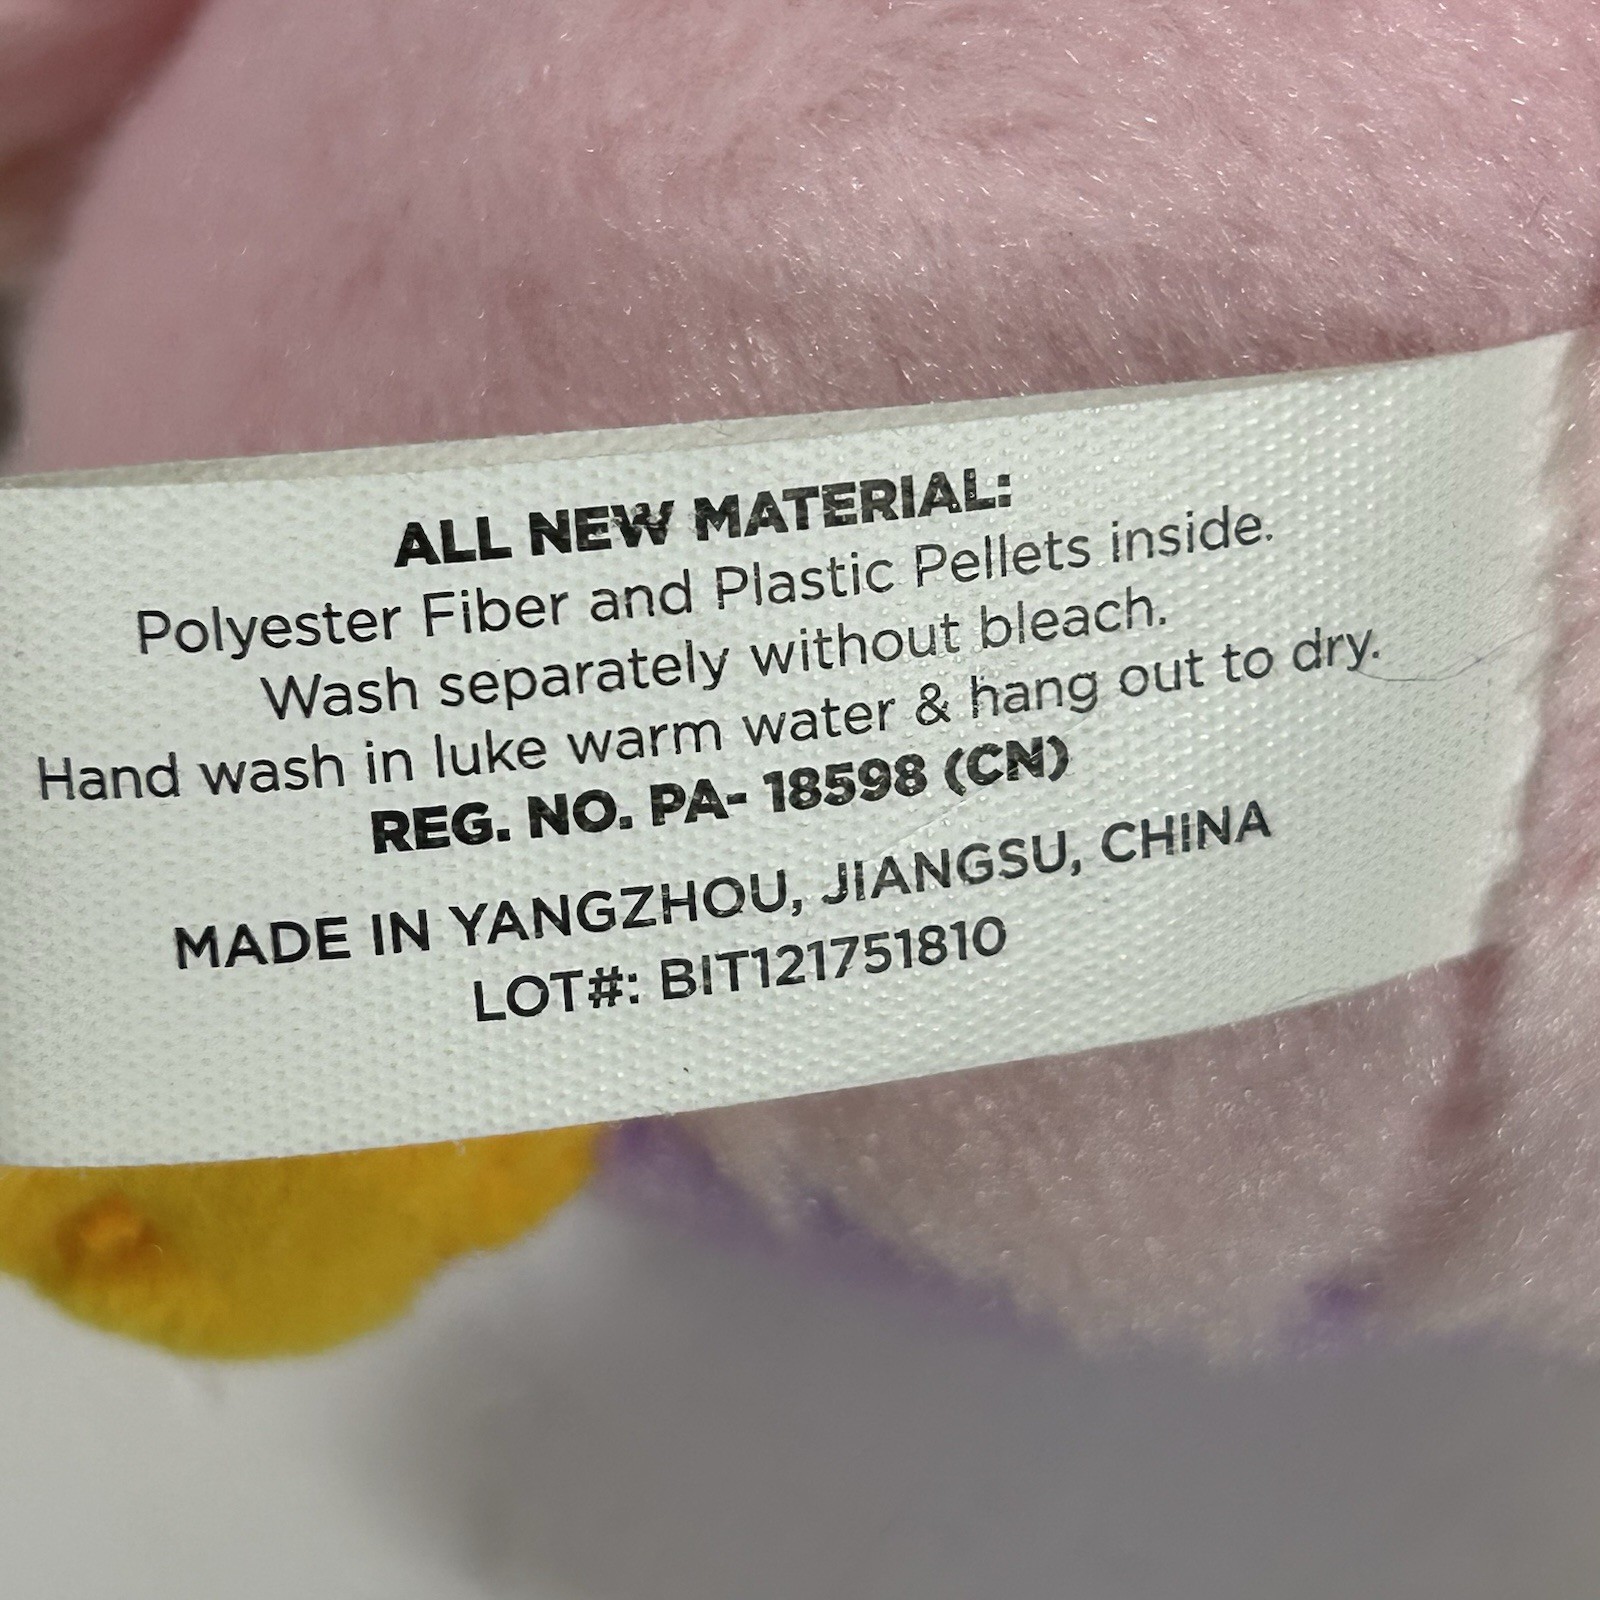 ALL NEW MATERIAL:
Polyester Fiber and Plastic Pellets inside.
Wash separately without bleach.
Hand wash in luke warm water & hang out to dry.
REG. NO. PA- 18598 (CN)
MADE IN YANGZHOU, JIANGSU, CHINA
LOT#: BIT121751810